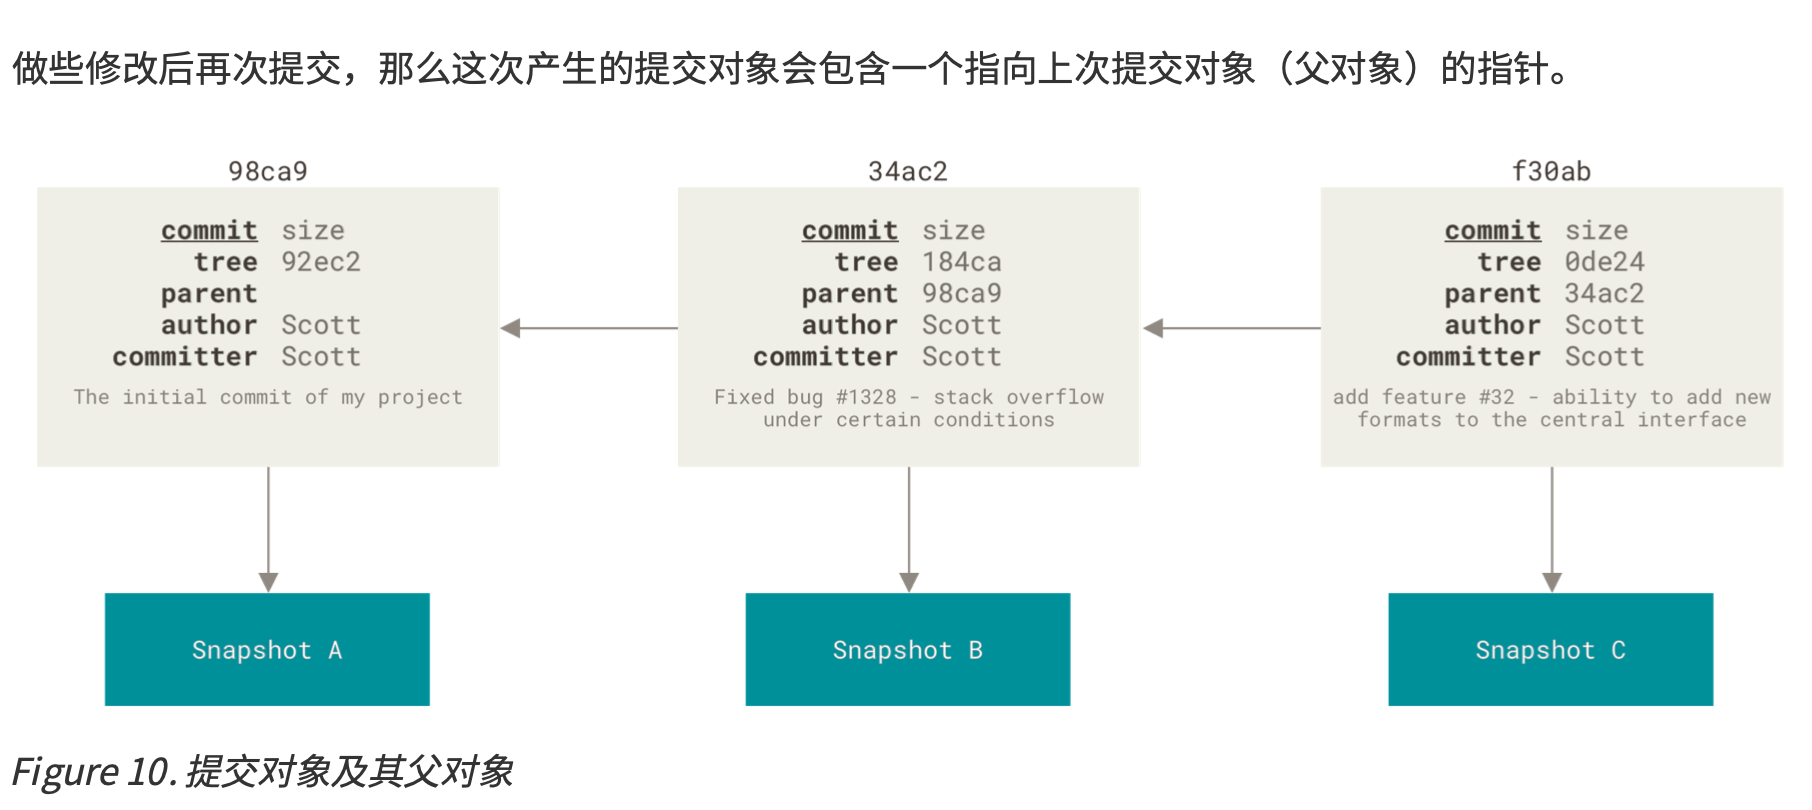 做些修改后再次提交，那么这次产生的提交对象会包含一个指向上次提交对象（父对象）的指针。
98ca9
commit size
tree 92ec2
parent
author Scott
committer Scott
The initial commit of my project
34ac2
commit size
tree 184ca
parent 98ca9
author Scott
committer Scott
Fixed bug #1328 - stack overflow
under certain conditions
f30ab
commit size
tree 0de24
parent 34ac2
author Scott
committer Scott
add feature #32 - ability to add new
formats to the central interface
Snapshot A
Snapshot B
Snapshot C
Figure 10. 提交对象及其父对象